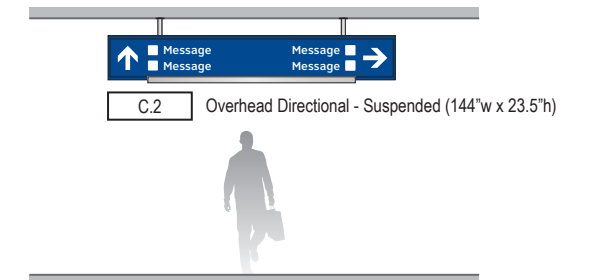 Message Message
Message Message
C.2 Overhead Directional - Suspended (144”w x 23.5”h)